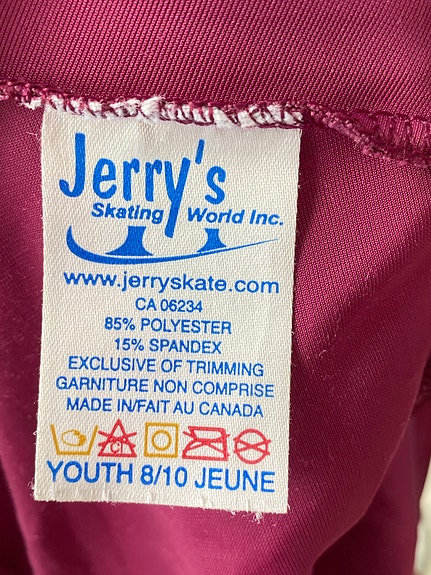 Jerry's
Skating World Inc.
www.jerryskate.com
CA 06234
85% POLYESTER
15% SPANDEX
EXCLUSIVE OF TRIMMING
GARNITURE NON COMPRISE
MADE IN/FAIT AU CANADA
Cl
YOUTH 8/10 JEUNE